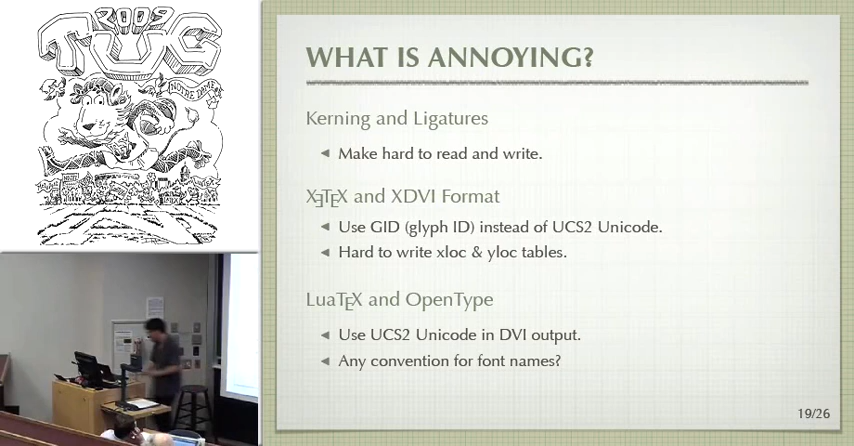 2009
TUG
NOTRE DAME
WHAT IS ANNOYING?
Kerning and Ligatures
Make hard to read and write.
XƎTEX and XDVI Format
Use GID (glyph ID) instead of UCS2 Unicode.
Hard to write xloc & yloc tables.
LuaTEX and OpenType
Use UCS2 Unicode in DVI output.
Any convention for font names?
19/26